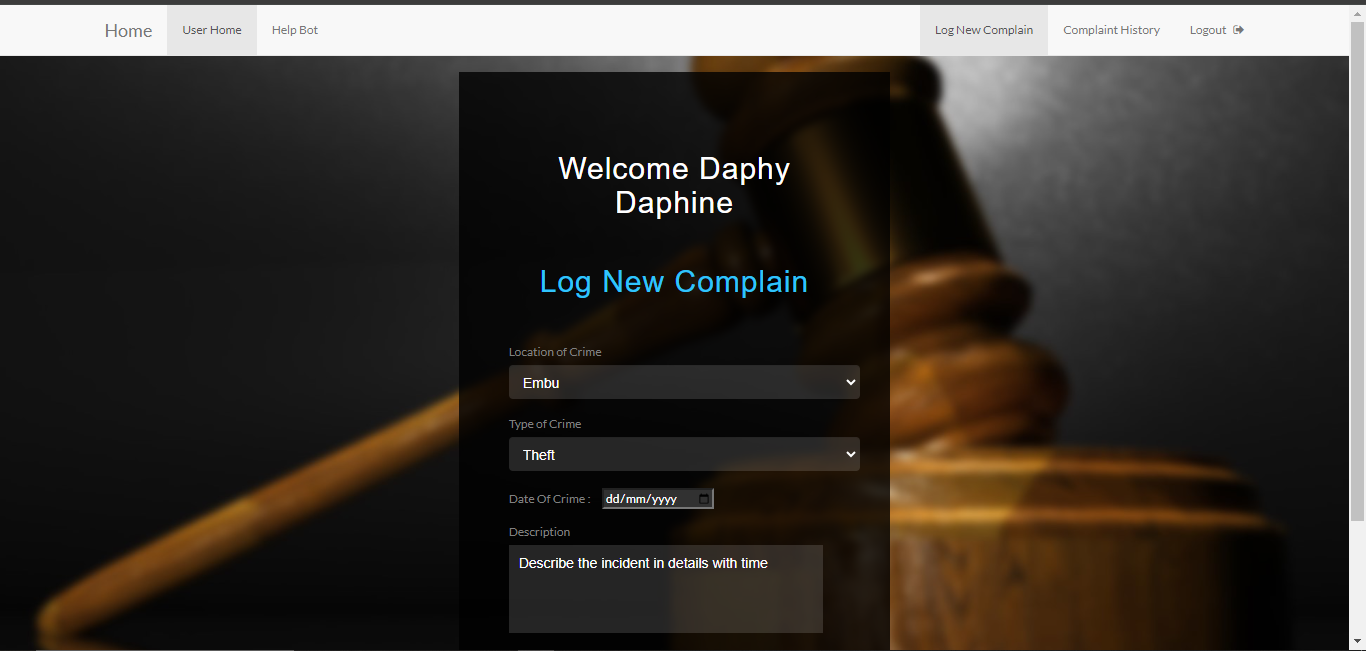 Home
User Home
Help Bot
Log New Complain
Complaint History
Logout
Welcome Daphy
Daphine
Log New Complain
Location of Crime
Embu
Type of Crime
Theft
Date Of Crime : dd/mm/yyyy
Description
Describe the incident in details with time